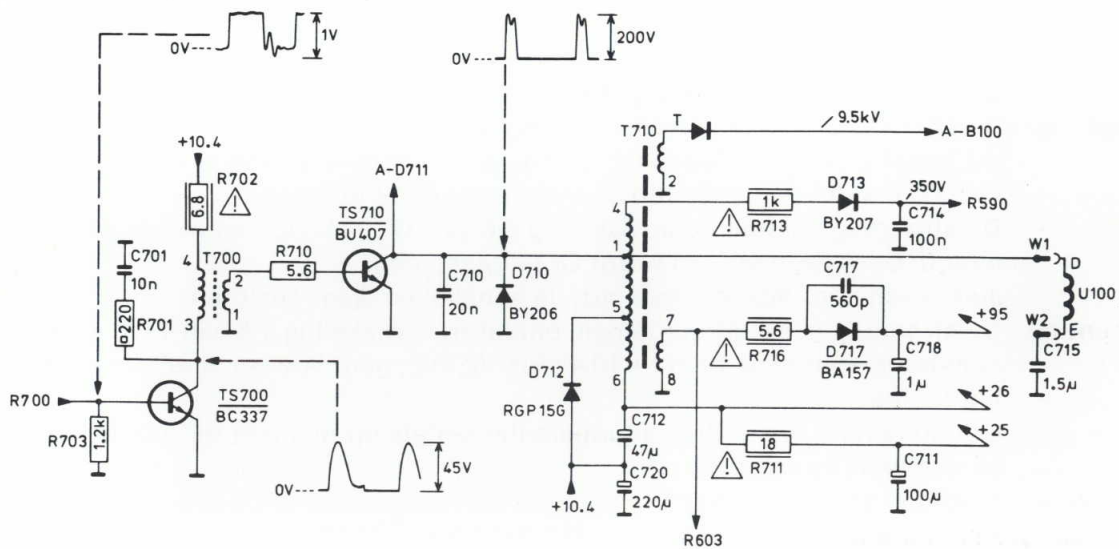 0V
1V
0V
200V
+10.4
6.8
R702
C701
10n
220
R701
4
T700
3
2
1
R710
5.6
A-D711
TS710
BU407
C710
20n
D710
BY206
T710
T
2
9.5kV
A-B100
4
1
5
6
7
8
1k
R713
D713
BY207
350V
R590
C714
100n
W1
D
U100
E
W2
C715
1.5µ
C717
560p
5.6
R716
D717
BA157
+95
C718
1µ
+26
+25
D712
RGP15G
C712
47µ
C720
220µ
+10.4
18
R711
C711
100µ
R603
R700
TS700
BC337
R703
1.2k
0V
45V